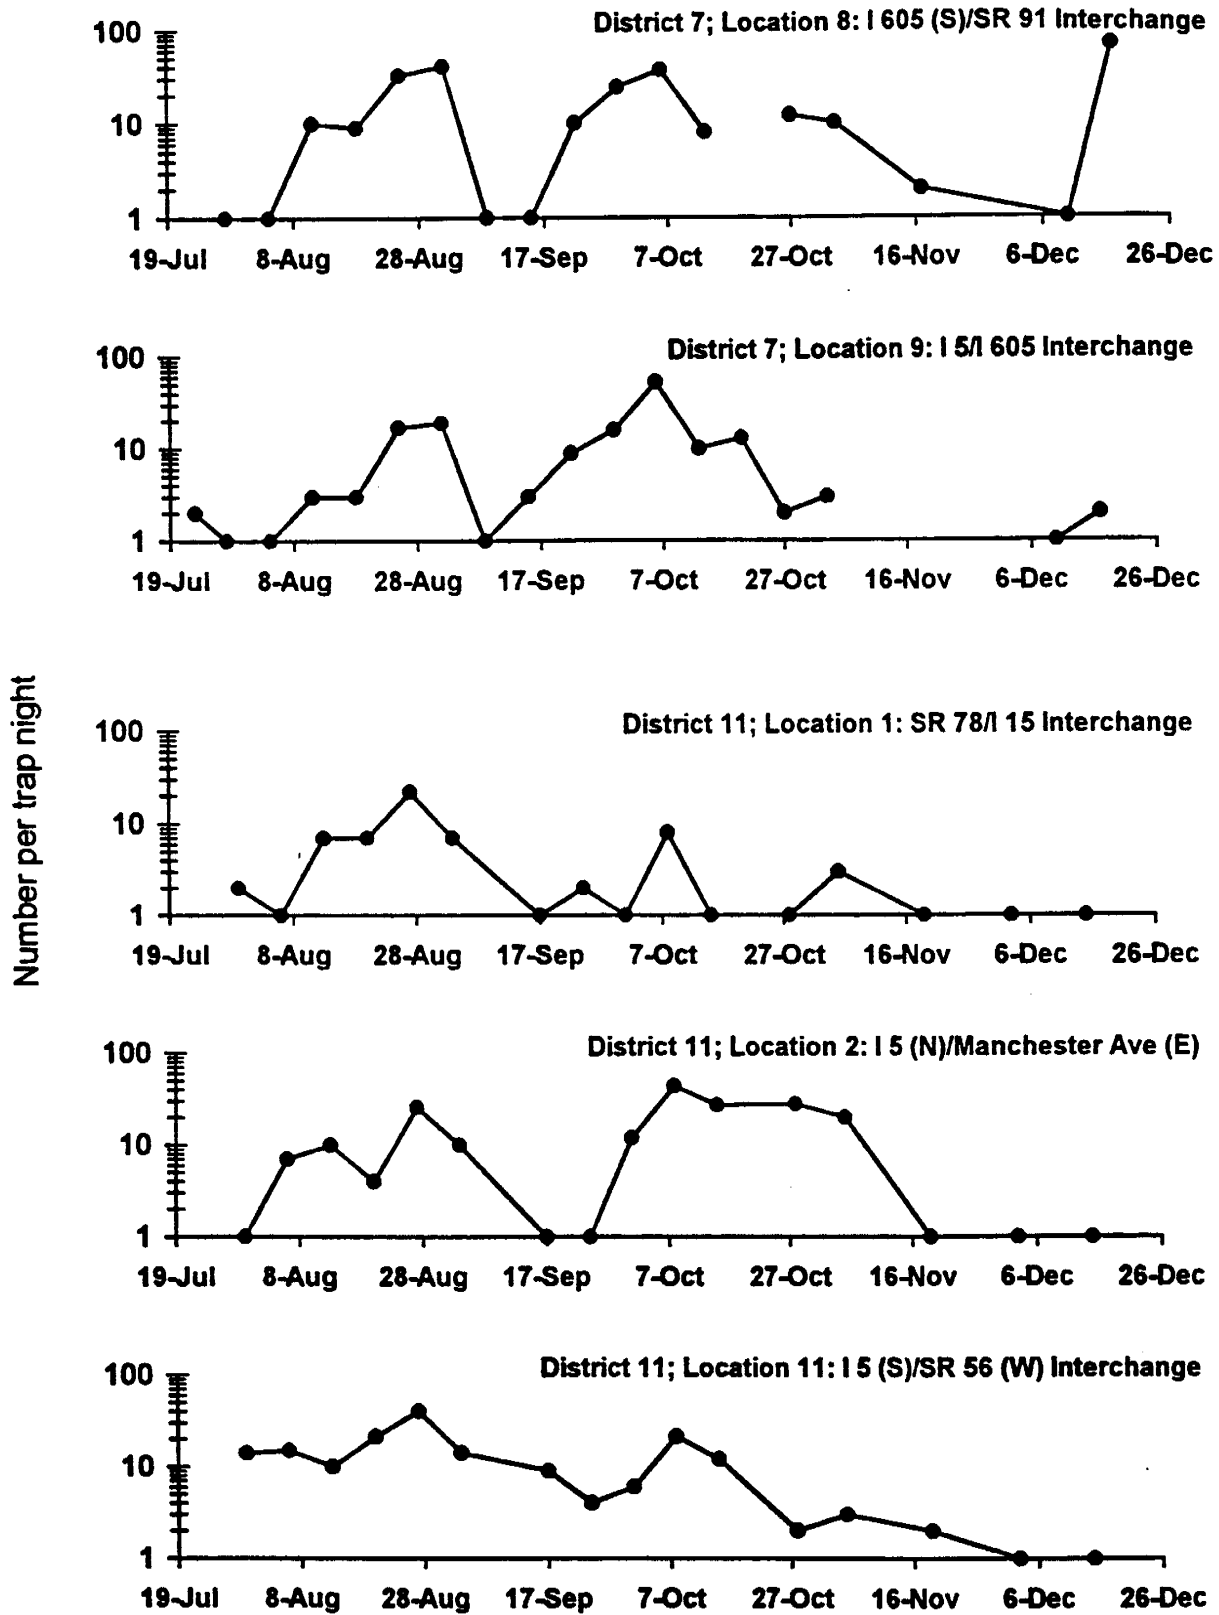 District 7; Location 8: I 605 (S)/SR 91 Interchange
100
10
1
19-Jul 8-Aug 28-Aug 17-Sep 7-Oct 27-Oct 16-Nov 6-Dec 26-Dec
District 7; Location 9: I 5/I 605 Interchange
100
10
1
19-Jul 8-Aug 28-Aug 17-Sep 7-Oct 27-Oct 16-Nov 6-Dec 26-Dec
Number per trap night
District 11; Location 1: SR 78/I 15 Interchange
100
10
1
19-Jul 8-Aug 28-Aug 17-Sep 7-Oct 27-Oct 16-Nov 6-Dec 26-Dec
District 11; Location 2: I 5 (N)/Manchester Ave (E)
100
10
1
19-Jul 8-Aug 28-Aug 17-Sep 7-Oct 27-Oct 16-Nov 6-Dec 26-Dec
District 11; Location 11: I 5 (S)/SR 56 (W) Interchange
100
10
1
19-Jul 8-Aug 28-Aug 17-Sep 7-Oct 27-Oct 16-Nov 6-Dec 26-Dec